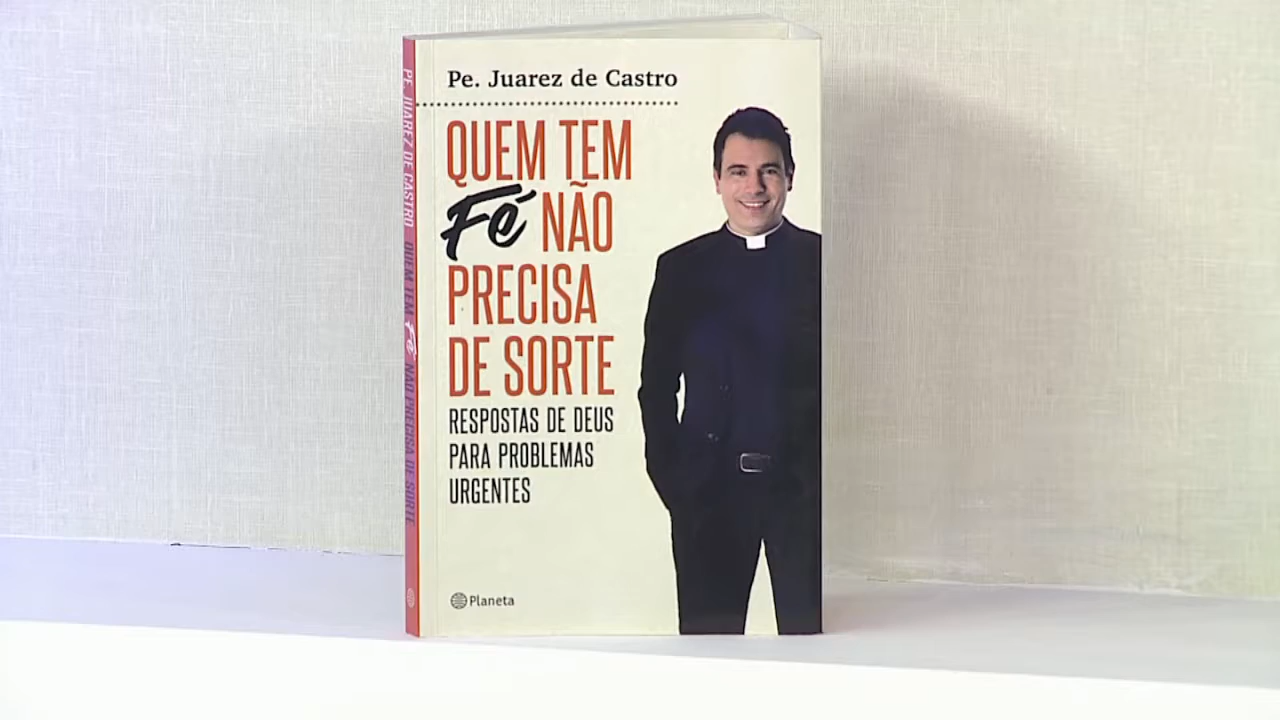 Pe. Juarez de Castro
QUEM TEM
Fé NÃO
PRECISA
DE SORTE
RESPOSTAS DE DEUS
PARA PROBLEMAS
URGENTES
Planeta
PE. JUAREZ DE CASTRO QUEM TEM Fé NÃO PRECISA DE SORTE